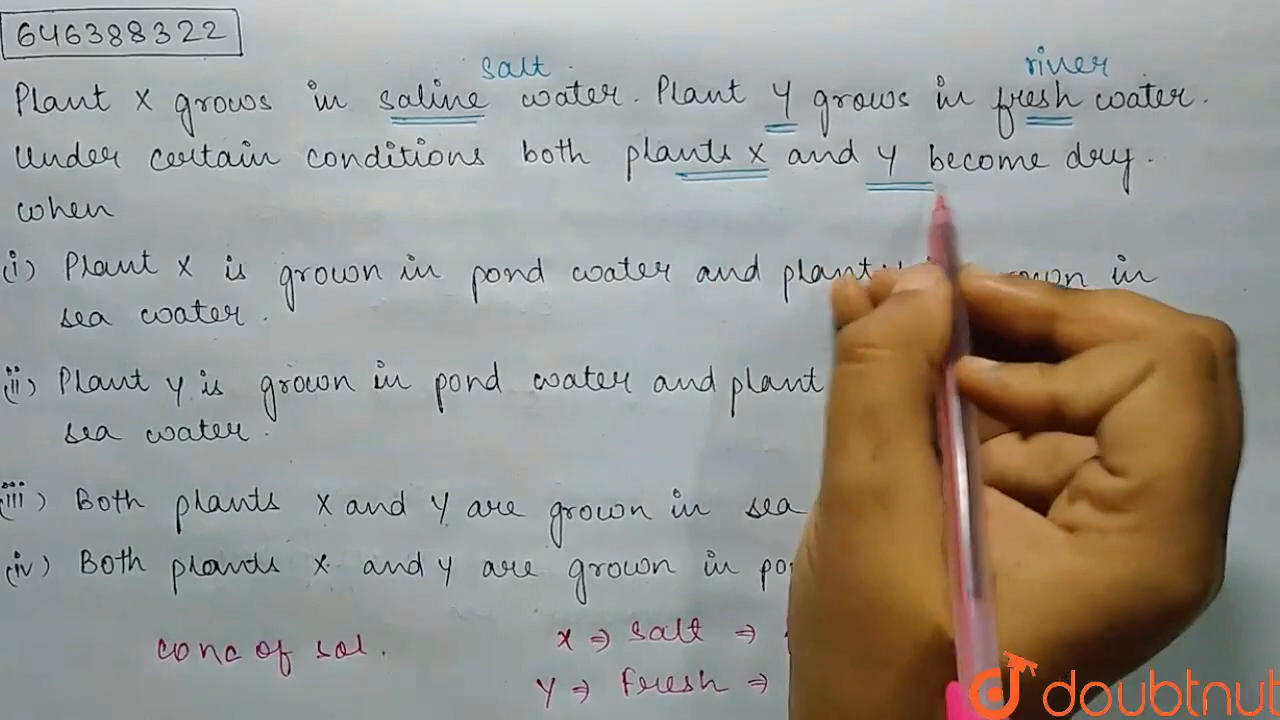 646388322
salt. river
Plant X grows in saline water. Plant Y grows in fresh water.
Under certain conditions both plants X and Y become dry.
when
(i) Plant X is grown in pond water and plant in
sea water.
(ii) Plant Y is grown in pond water and plant
sea water.
(iii) Both plants X and Y are grown in sea
(iv) Both plants X and Y are grown in
conc of sol.
X ⇒ salt ⇒
Y ⇒ fresh ⇒
doubtnut